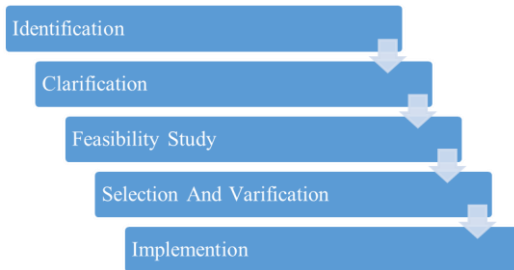 Identification
Clarification
Feasibility Study
Selection And Varification
Implemention